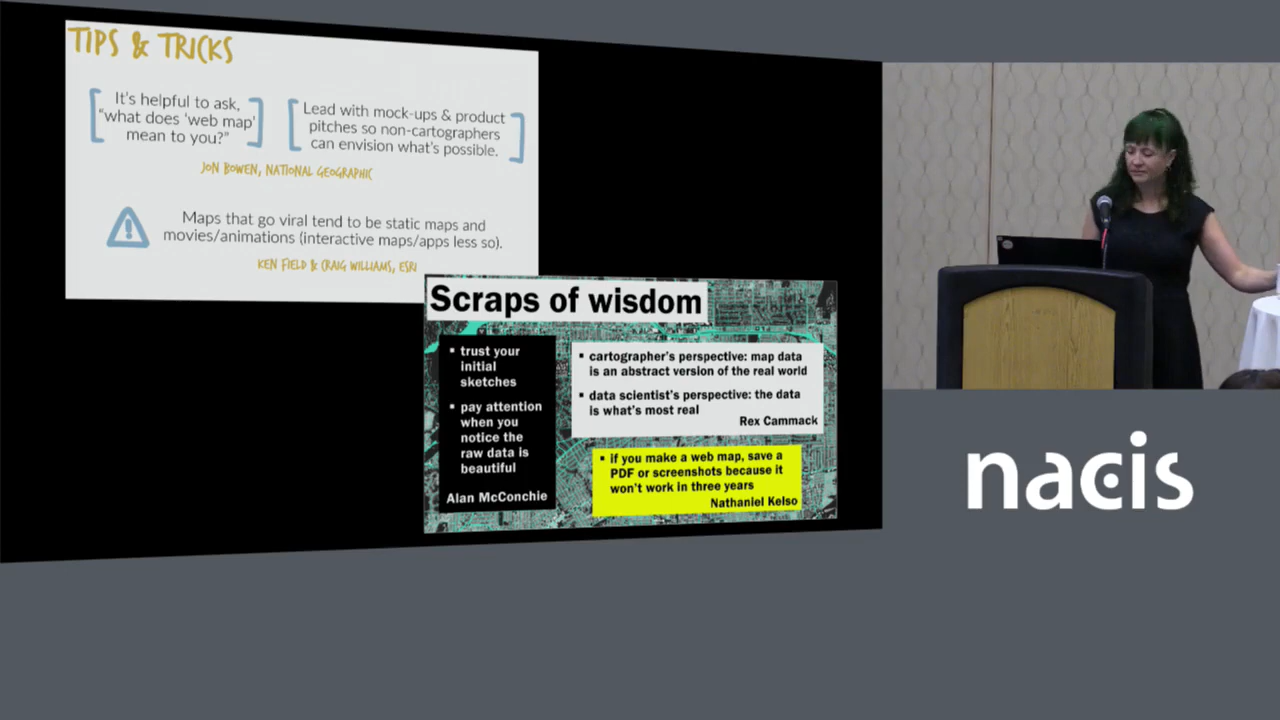 TIPS & TRICKS
It's helpful to ask,
"what does 'web map'
mean to you?"
Lead with mock-ups & product
pitches so non-cartographers
can envision what's possible.
JON BOWEN, NATIONAL GEOGRAPHIC
Maps that go viral tend to be static maps and
movies/animations (interactive maps/apps less so).
KEN FIELD & CRAIG WILLIAMS, ESRI
Scraps of wisdom
▪ trust your
initial
sketches
▪ pay attention
when you
notice the
raw data is
beautiful
Alan McConchie
▪ cartographer's perspective: map data
is an abstract version of the real world
▪ data scientist's perspective: the data
is what's most real
Rex Cammack
▪ if you make a web map, save a
PDF or screenshots because it
won't work in three years
Nathaniel Kelso
nacis